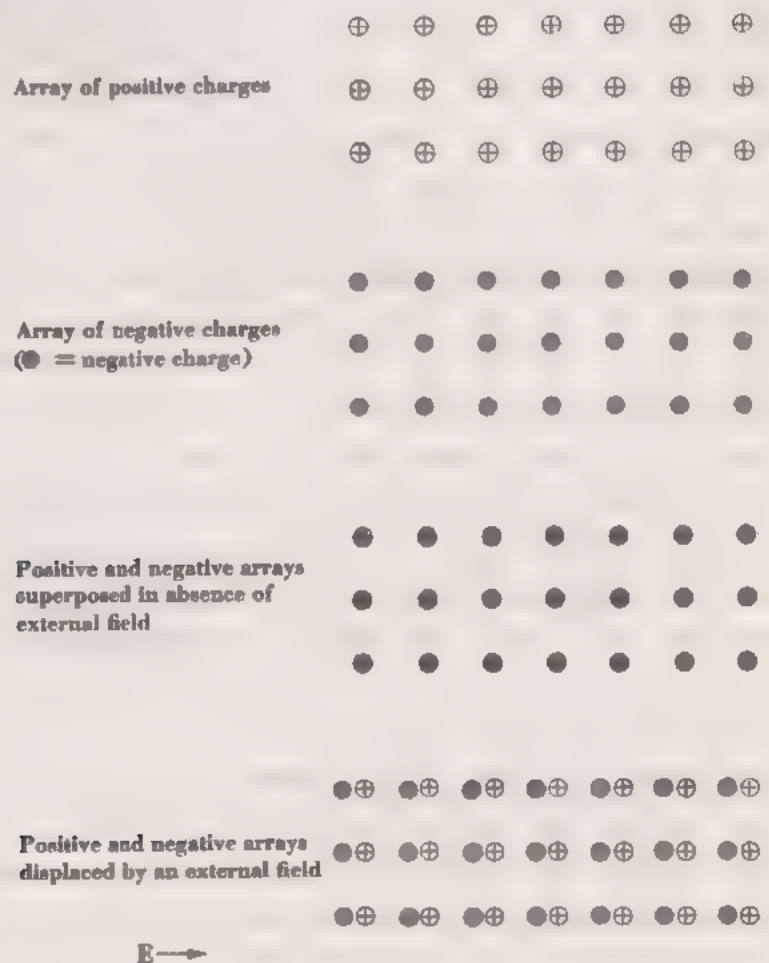 Array of positive charges
Array of negative charges
(● = negative charge)
Positive and negative arrays
superposed in absence of
external field
Positive and negative arrays
displaced by an external field
E→